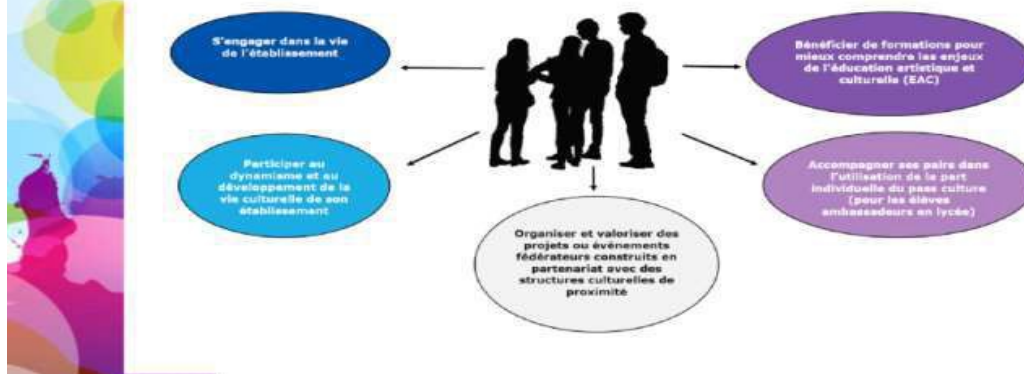 S'engager dans la vie
de l'établissement
Bénéficier de formations pour
mieux comprendre les enjeux
de l'éducation artistique et
culturelle (EAC)
Participer au
dynamisme et au
développement de la
vie culturelle de son
établissement
Accompagner ses pairs dans
l'utilisation de la part
individuelle du pass culture
(pour les élèves
ambassadeurs en lycée)
Organiser et valoriser des
projets ou événements
fédérateurs construits en
partenariat avec des
structures culturelles de
proximité